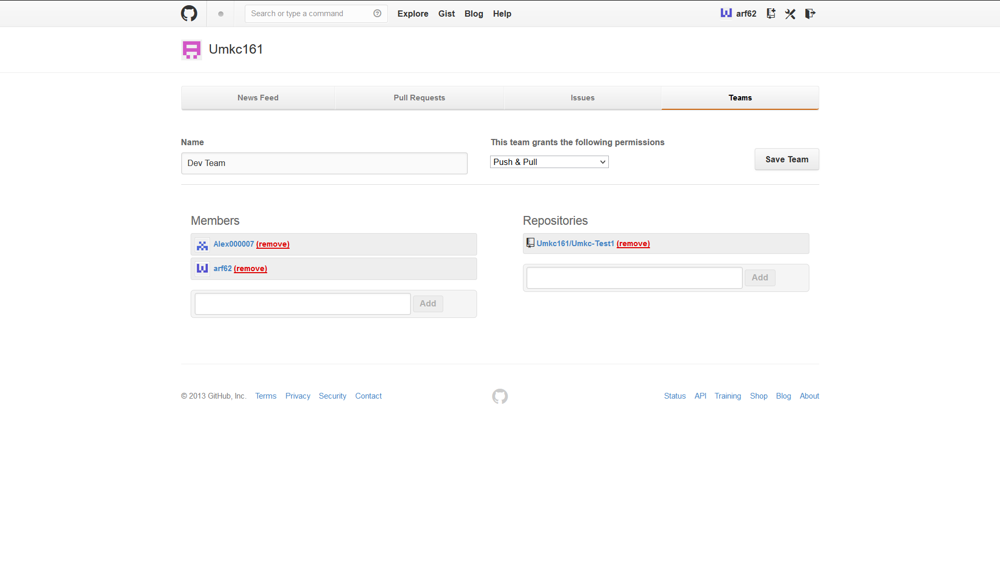 Search or type a command Explore Gist Blog Help arf62
Umkc161
News Feed Pull Requests Issues Teams
Name This team grants the following permissions
Dev Team Push & Pull Save Team
Members Repositories
Alex000007 (remove) Umkc161/Umkc-Test1 (remove)
arf62 (remove)
Add
Add
© 2013 GitHub, Inc. Terms Privacy Security Contact Status API Training Shop Blog About